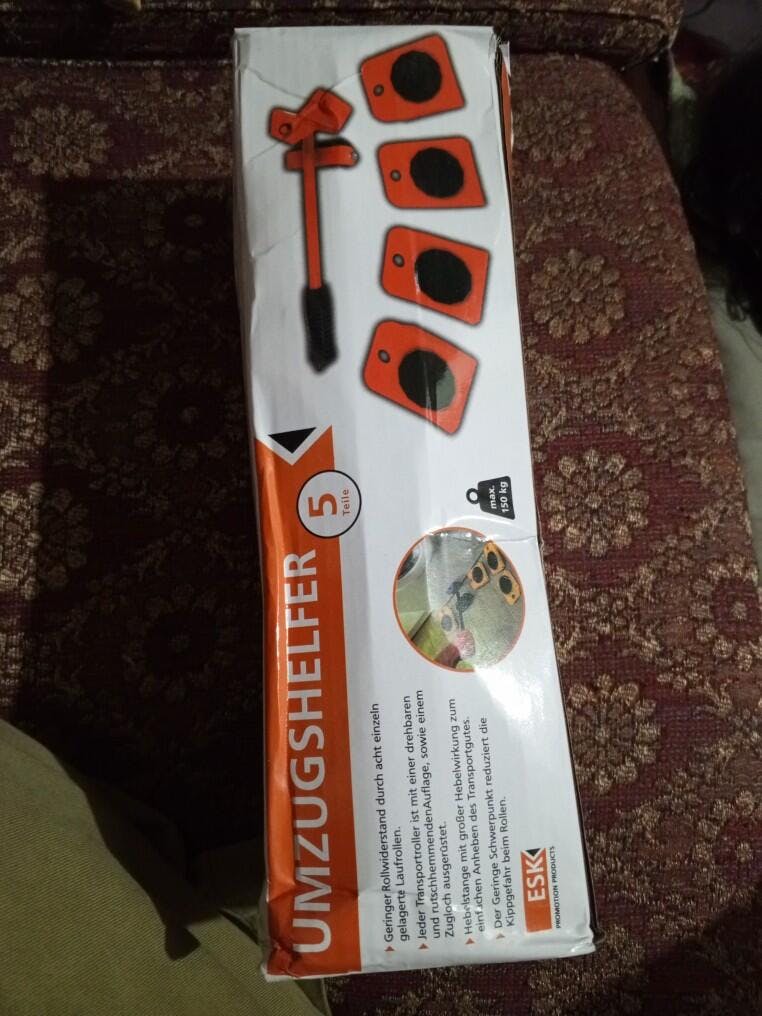 UMZUGSHELFER
5
Teile
Geringer Rollwiderstand durch acht einzeln
gelagerte Laufrollen.
Jeder Transportroller ist mit einer drehbaren
und rutschhemmendenAuflage, sowie einem
Zugloch ausgerüstet.
Hebelstange mit großer Hebelwirkung zum
einfachen Anheben des Transportgutes.
Der Geringe Schwerpunkt reduziert die
Kippgefahr beim Rollen.
max.
150 kg
ESK
PROMOTION PRODUCTS